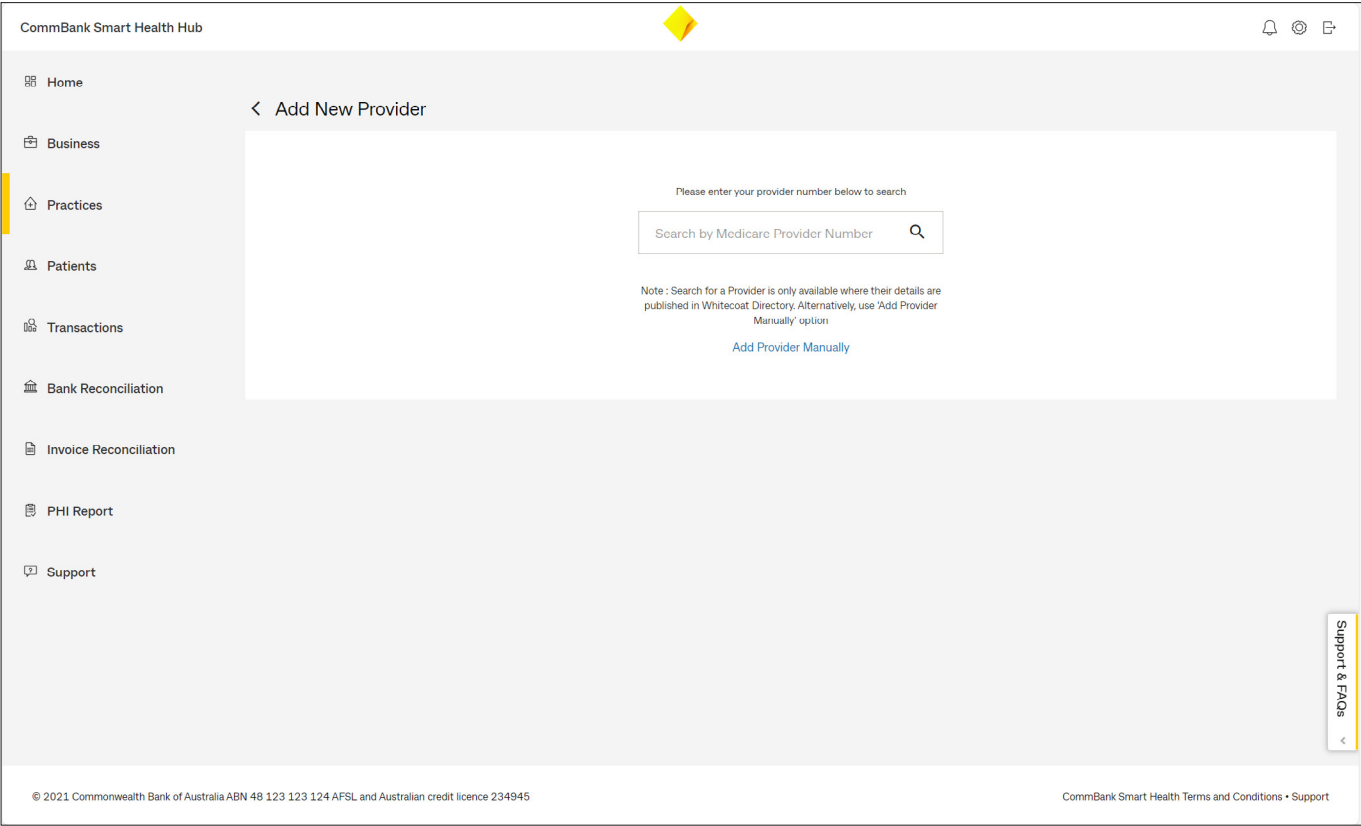 CommBank Smart Health Hub
Home
Business
Practices
Patients
Transactions
Bank Reconciliation
Invoice Reconciliation
PHI Report
Support
Add New Provider
Please enter your provider number below to search
Search by Medicare Provider Number
Note : Search for a Provider is only available where their details are
published in Whitecoat Directory. Alternatively, use 'Add Provider
Manually' option
Add Provider Manually
Support & FAQs
© 2021 Commonwealth Bank of Australia ABN 48 123 123 124 AFSL and Australian credit licence 234945
CommBank Smart Health Terms and Conditions • Support